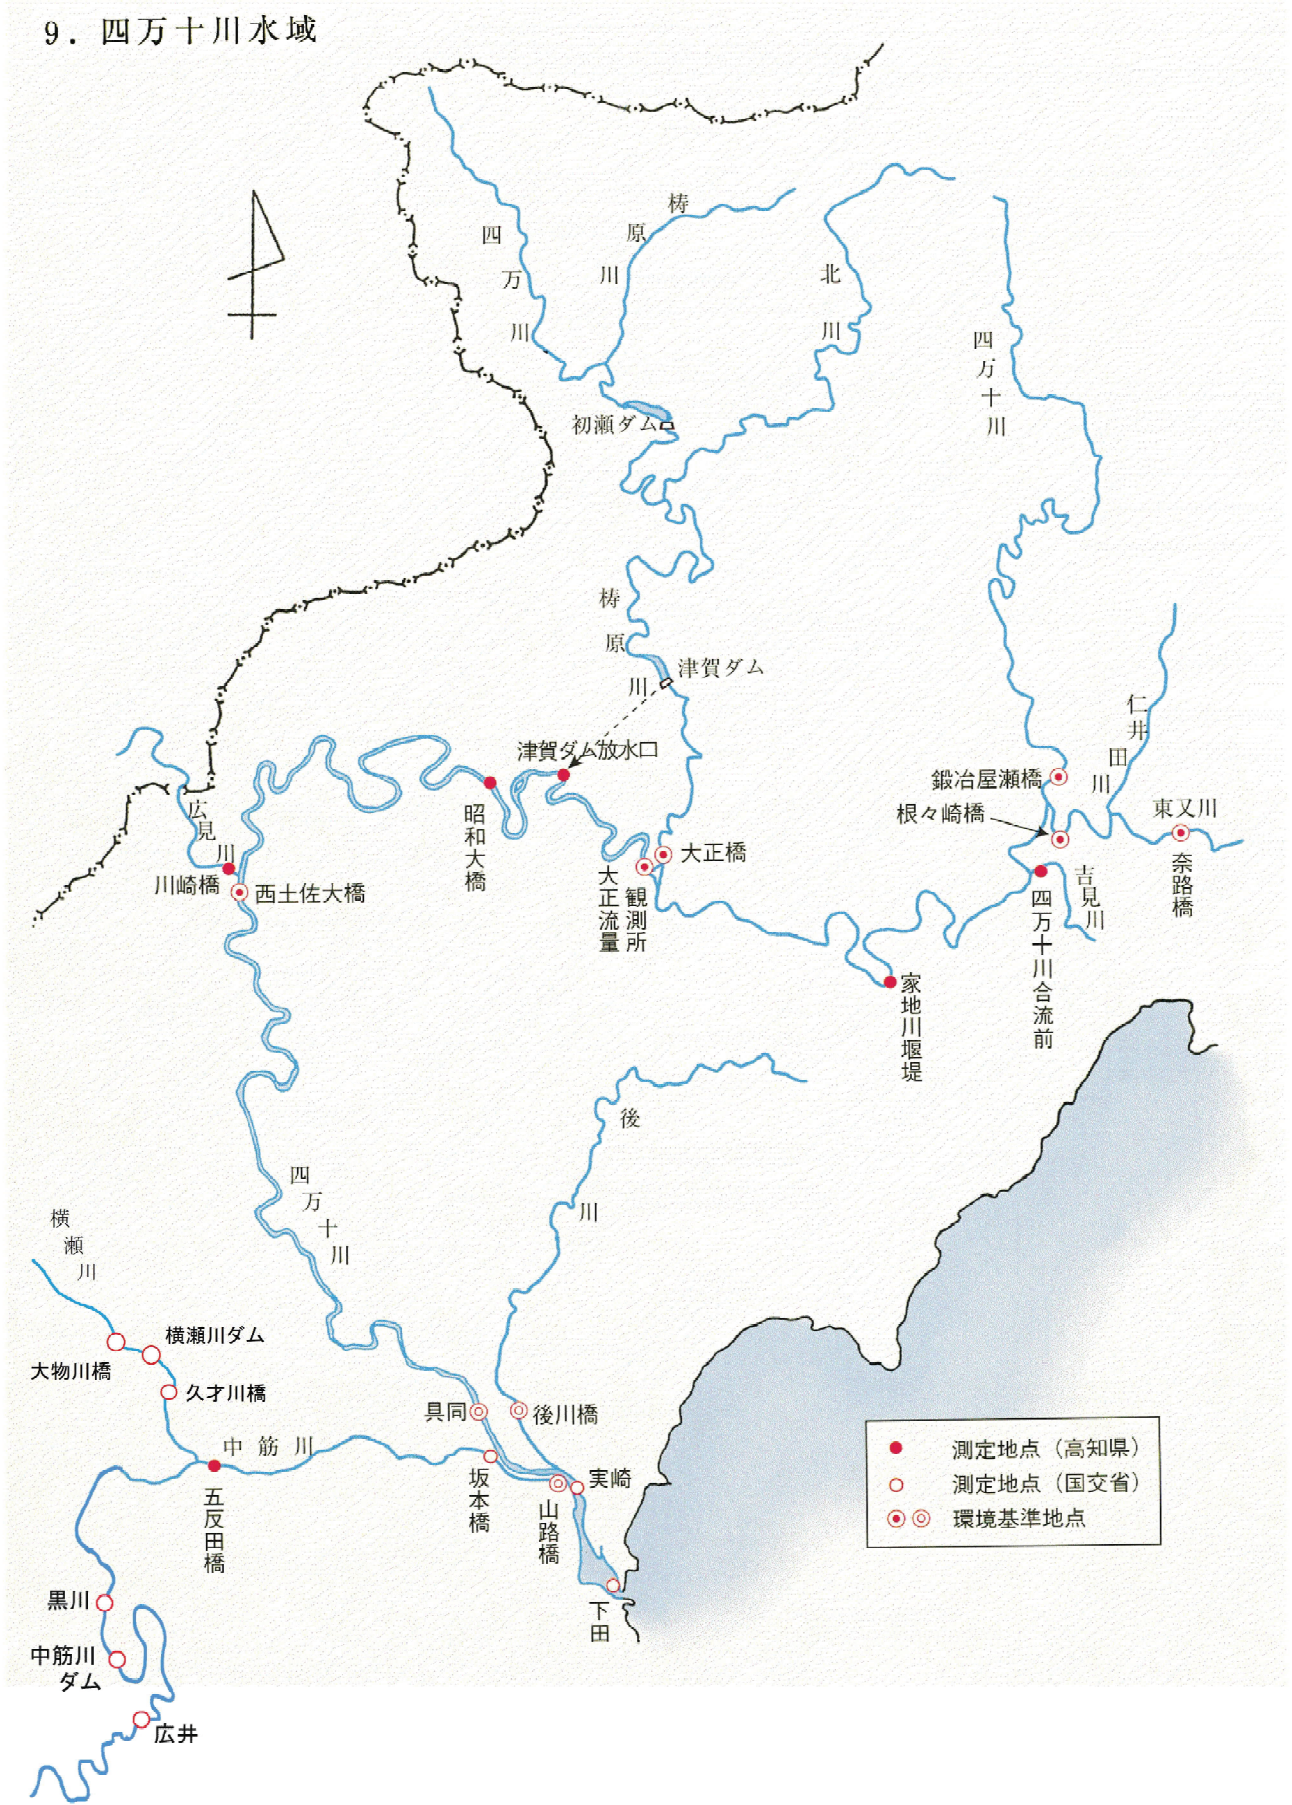 9. 四万十川水域
四万川
梼原川
北川
四万十川
初瀬ダム
梼原川
津賀ダム
仁井田川
津賀ダム放水口
鍛冶屋瀬橋
根々崎橋
東又川
広見川
昭和大橋
大正橋
川崎橋
西土佐大橋
大正流量
観測所
吉見川
奈路橋
四万十川合流前
家地川堰堤
後川
四万十川
横瀬川
横瀬川ダム
大物川橋
久才川橋
具同
後川橋
中筋川
坂本橋
実崎
山路橋
五反田橋
黒川
下田
中筋川
ダム
広井
測定地点（高知県）
測定地点（国交省）
環境基準地点